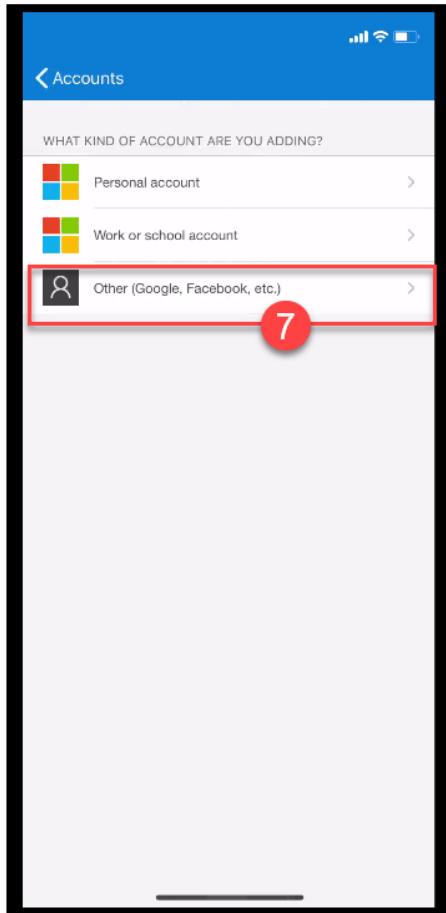 Accounts
WHAT KIND OF ACCOUNT ARE YOU ADDING?
Personal account
Work or school account
Other (Google, Facebook, etc.)
7